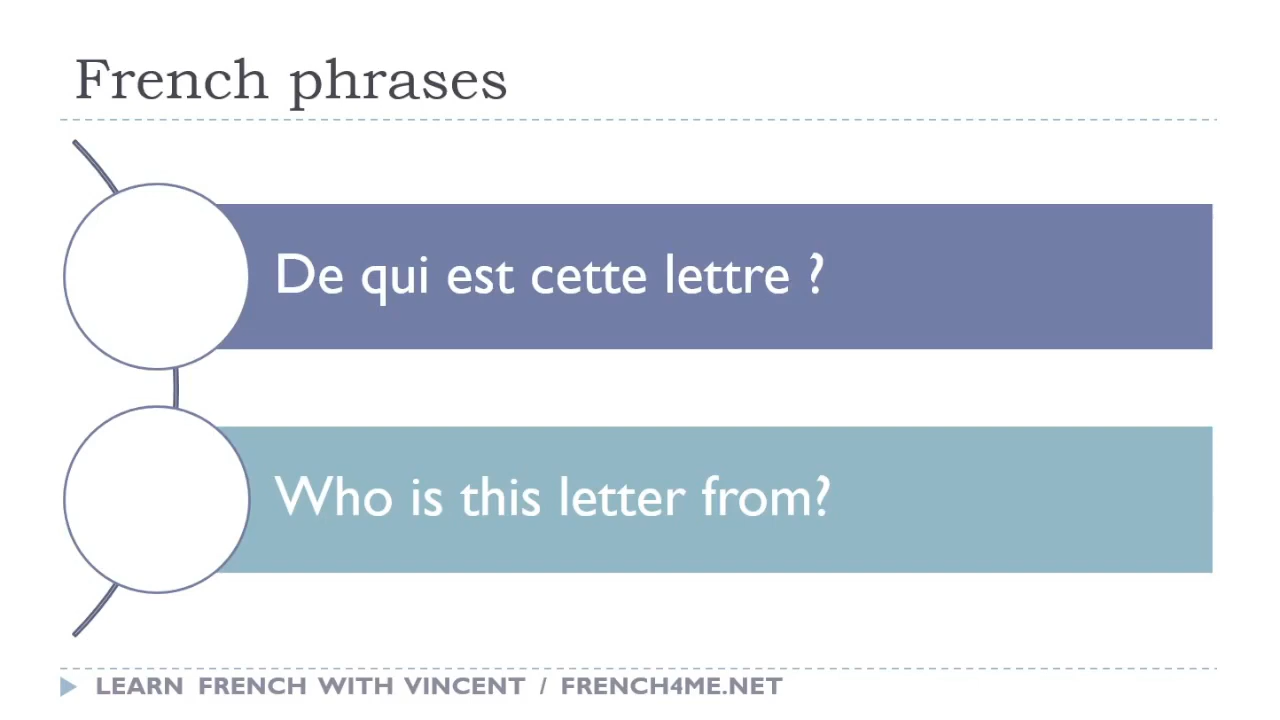 French phrases
De qui est cette lettre ?
Who is this letter from?
LEARN FRENCH WITH VINCENT / FRENCH4ME.NET